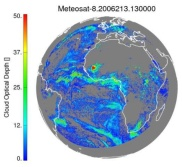 Meteosat-8.2006213.130000
50.
37.
25.
12.
0.
Cloud Optical Depth []